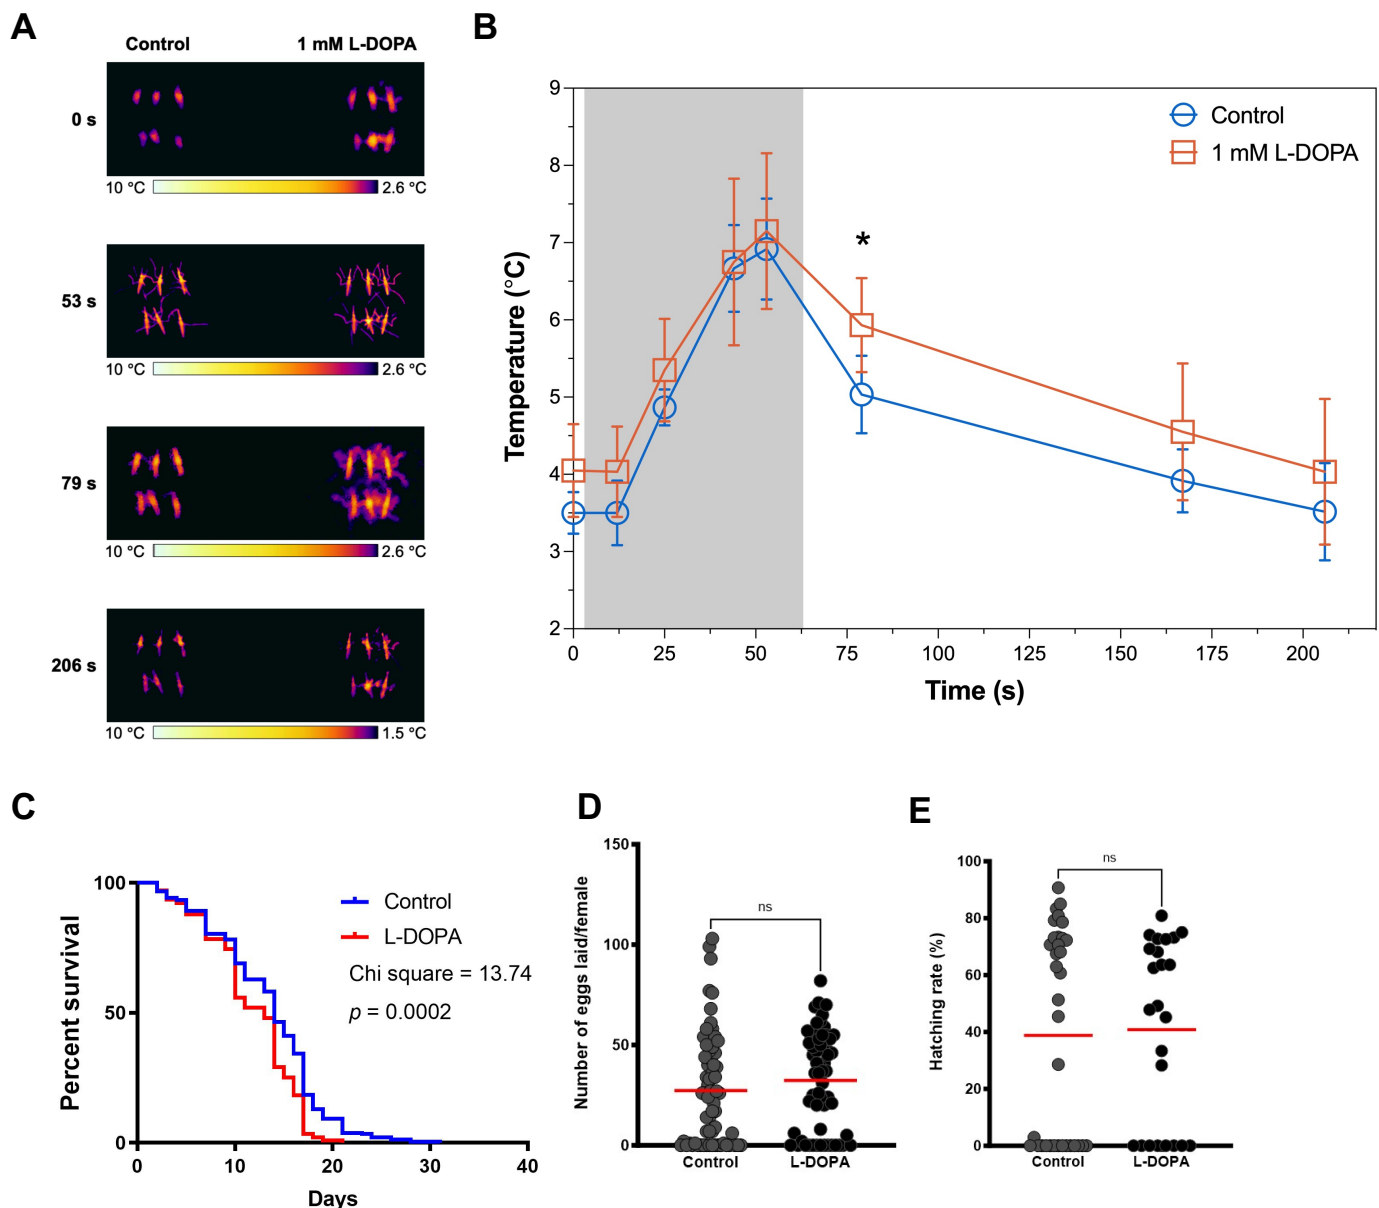 A
Control 1 mM L-DOPA
0 s
10 °C 2.6 °C
53 s
10 °C 2.6 °C
79 s
10 °C 2.6 °C
206 s
10 °C 1.5 °C
B
9
8
7
6
5
4
3
2
Temperature (°C)
Control
1 mM L-DOPA
*
0 25 50 75 100 125 150 175 200
Time (s)
C
100
50
0
Percent survival
Control
L-DOPA
Chi square = 13.74
p = 0.0002
0 10 20 30 40
Days
D
150
100
50
0
Number of eggs laid/female
ns
Control L-DOPA
E
100
80
60
40
20
0
Hatching rate (%)
ns
Control L-DOPA